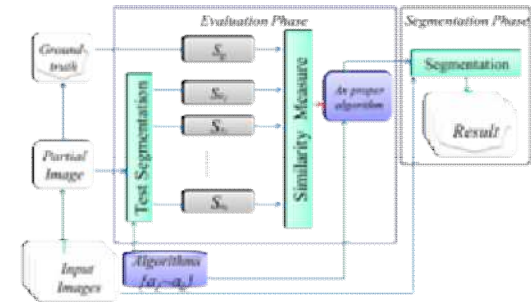 Evaluation Phase
Segmentation Phase
Ground-
truth
Partial
Image
Input
Images
Test Segmentation
Similarity Measure
An proper
algorithm
Algorithms
Segmentation
Result